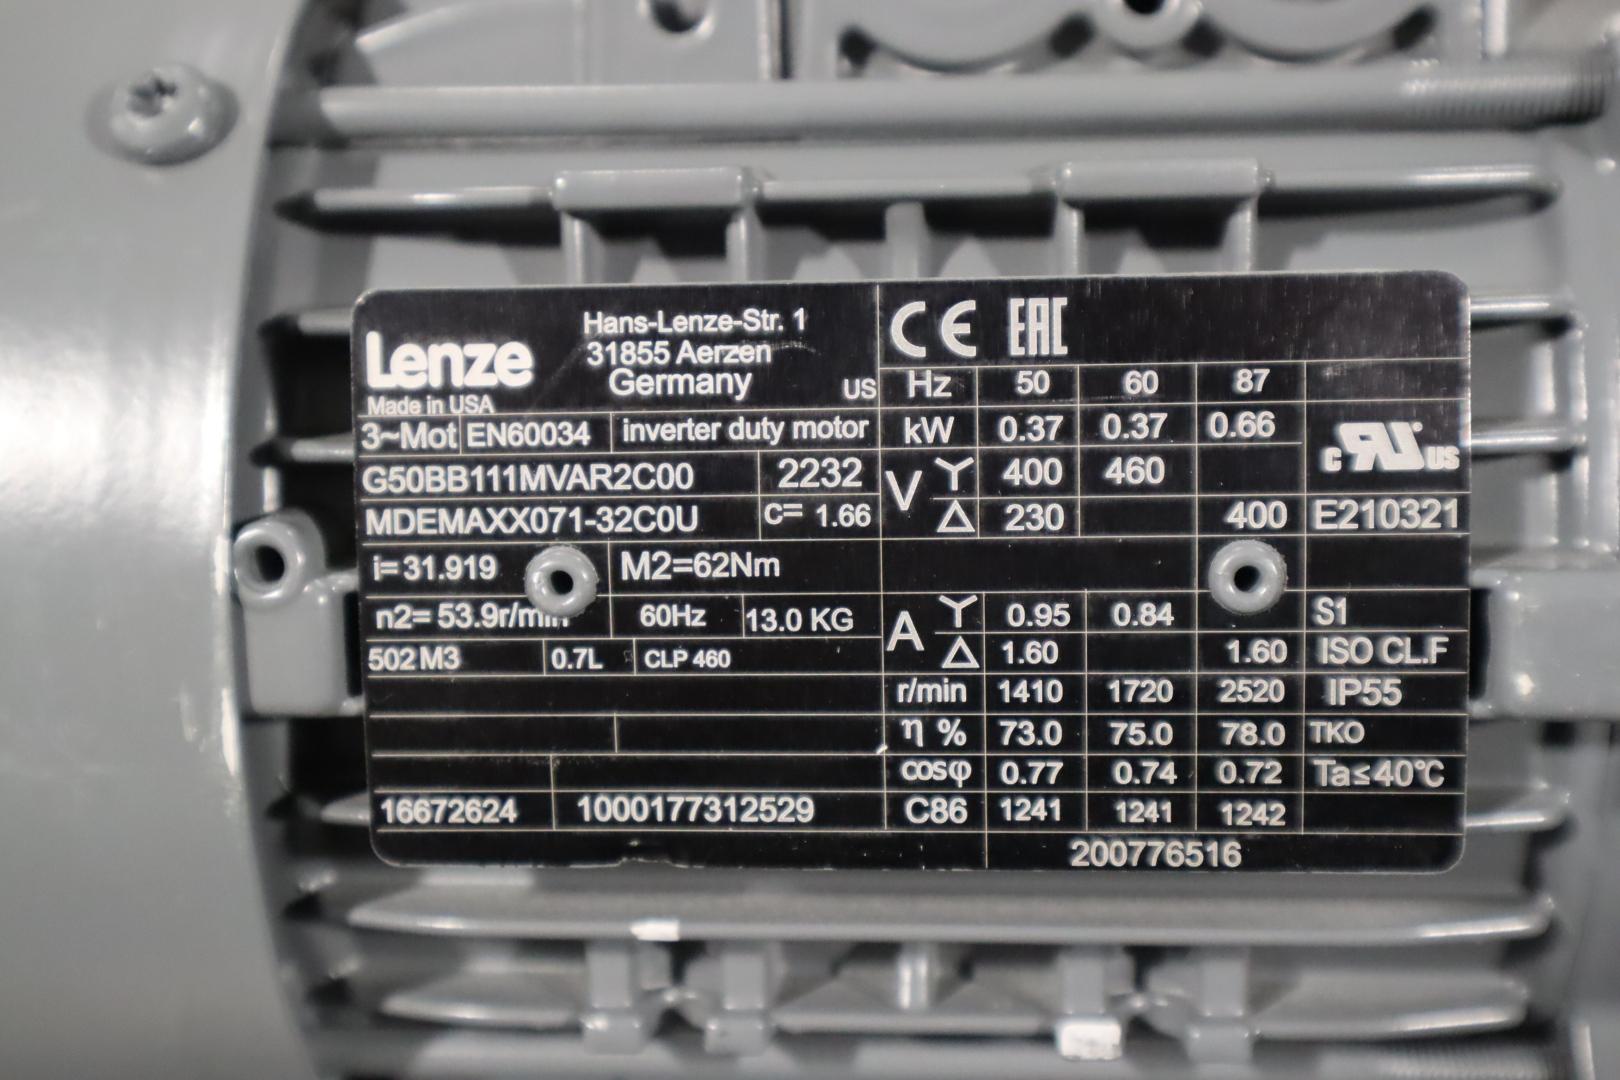 Lenze
Made in USA
Hans-Lenze-Str. 1
31855 Aerzen
Germany
US
CE EAC
Hz 50 60 87
3~Mot EN60034 inverter duty motor
kW 0.37 0.37 0.66
c RU us
G50BB111MVAR2C00 2232
V Y 400 460
MDEMAXX071-32C0U c= 1.66
Δ 230 400 E210321
i= 31.919 M2=62Nm
n2= 53.9r/min 60Hz 13.0 KG
A Y 0.95 0.84 S1
502 M3 0.7L CLP 460
Δ 1.60 1.60 ISO CL.F
r/min 1410 1720 2520 IP55
η % 73.0 75.0 78.0 TKO
cosφ 0.77 0.74 0.72 Ta≤40°C
16672624 1000177312529
C86 1241 1241 1242
200776516